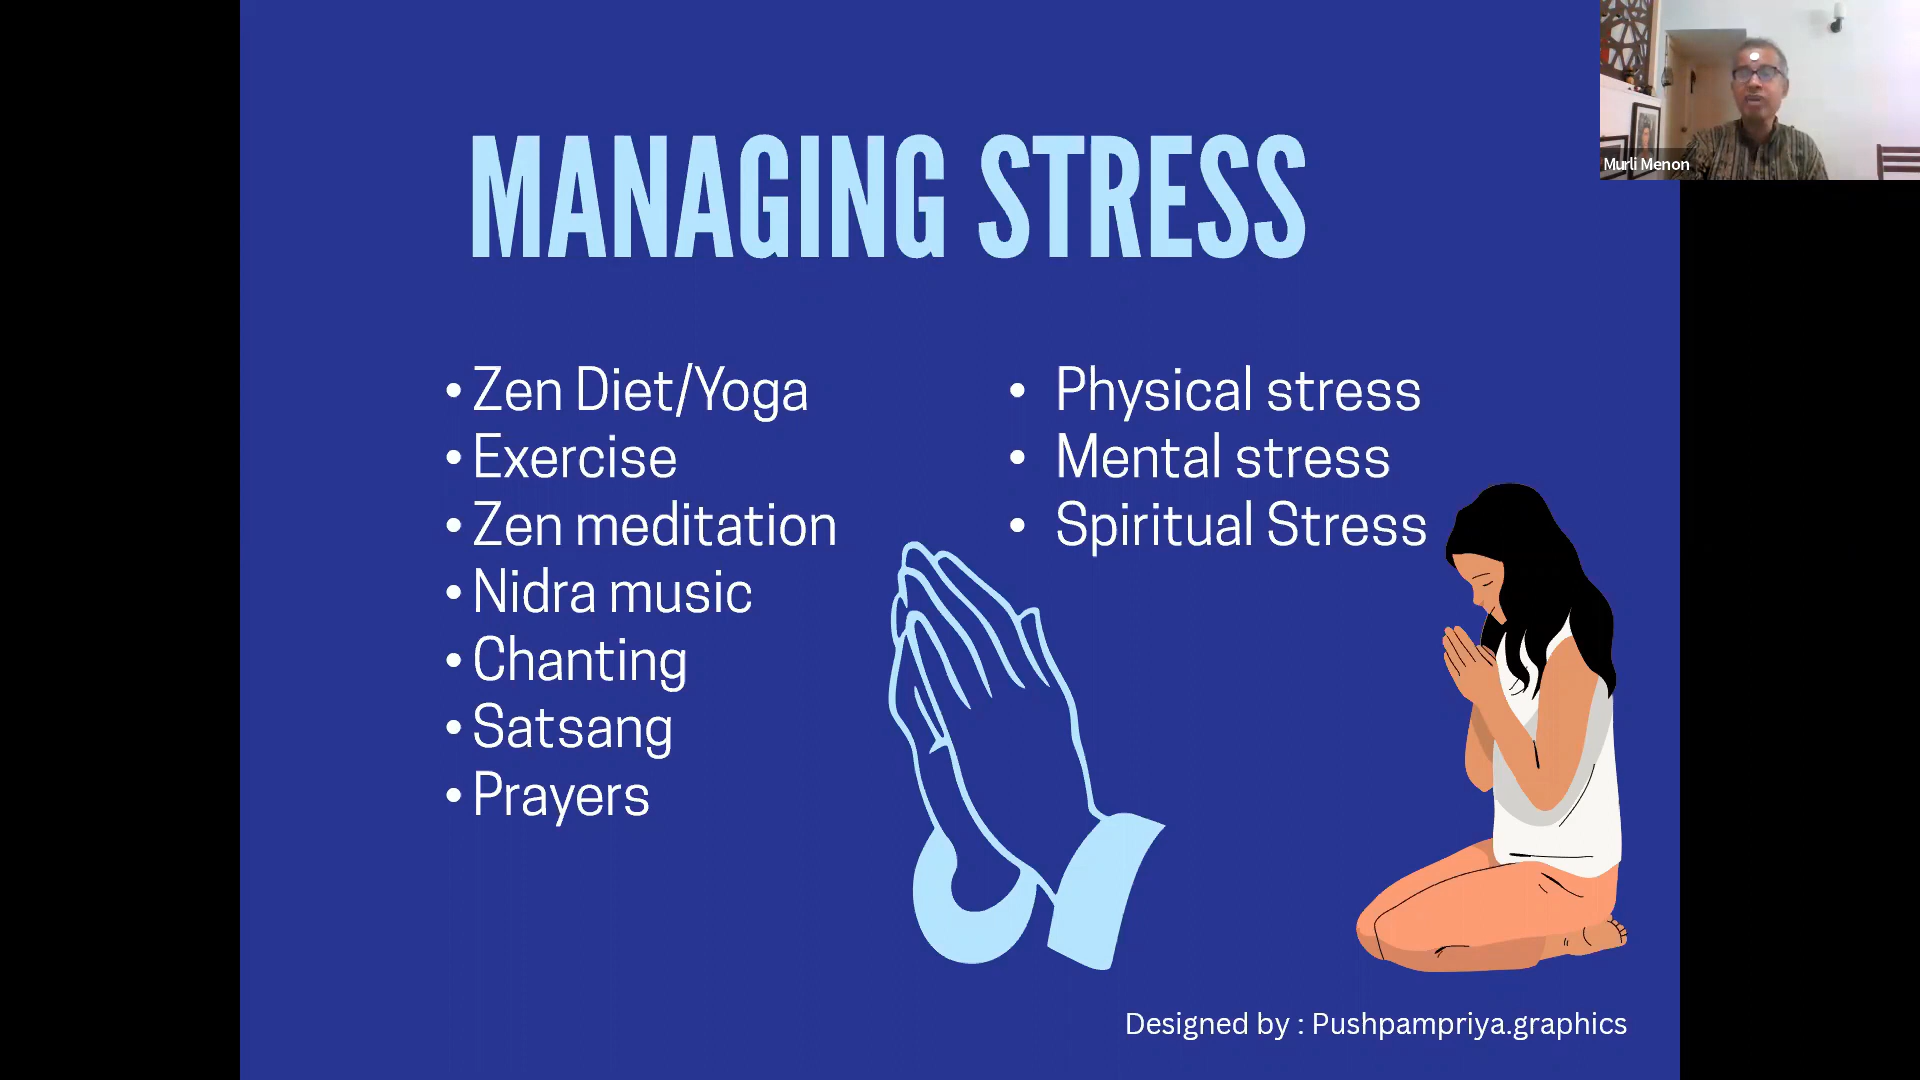 MANAGING STRESS
Murli Menon
• Zen Diet/Yoga
• Exercise
• Zen meditation
• Nidra music
• Chanting
• Satsang
• Prayers
• Physical stress
• Mental stress
• Spiritual Stress
Designed by : Pushpampriya.graphics